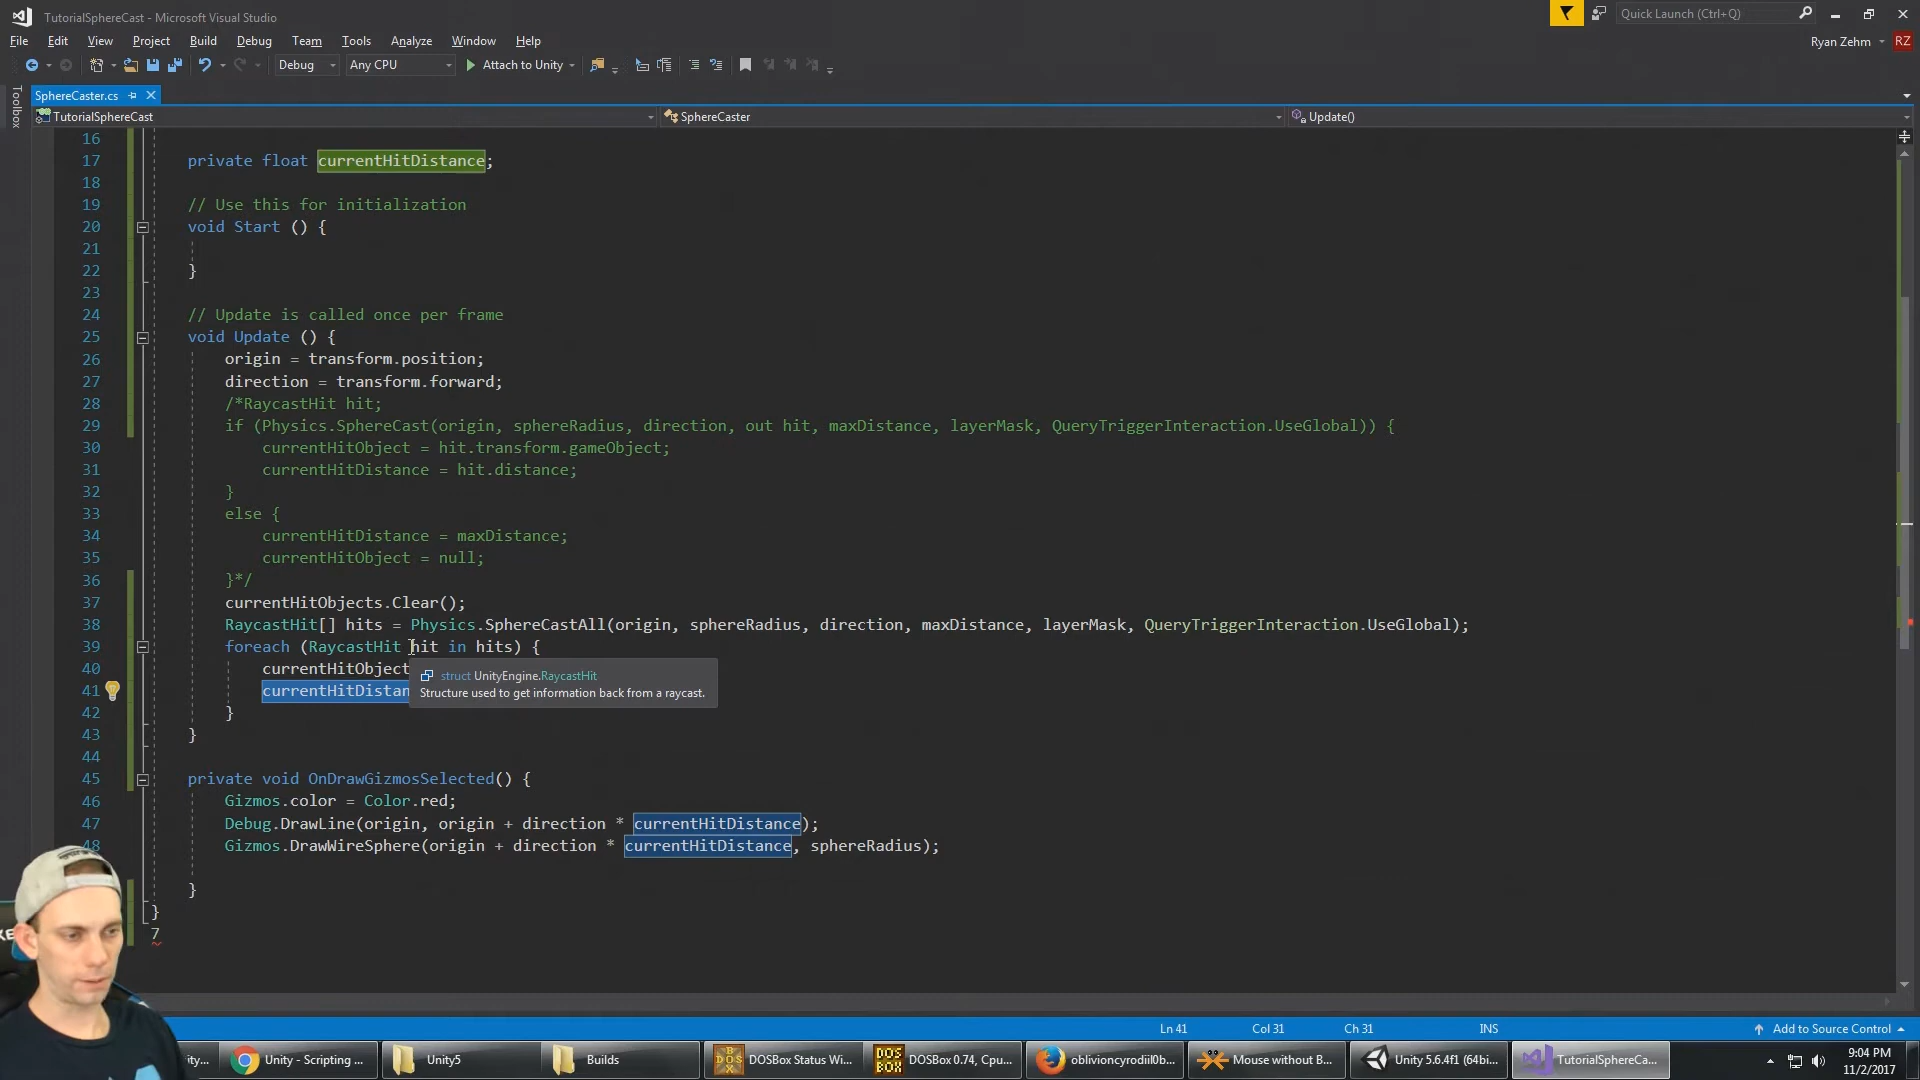 TutorialSphereCast - Microsoft Visual Studio
Quick Launch (Ctrl+Q)
File Edit View Project Build Debug Team Tools Analyze Window Help
Ryan Zehm RZ
Debug Any CPU Attach to Unity
Toolbox
SphereCaster.cs
TutorialSphereCast SphereCaster Update()
16
17 private float currentHitDistance;
18
19 // Use this for initialization
20 void Start () {
21
22 }
23
24 // Update is called once per frame
25 void Update () {
26 origin = transform.position;
27 direction = transform.forward;
28 /*RaycastHit hit;
29 if (Physics.SphereCast(origin, sphereRadius, direction, out hit, maxDistance, layerMask, QueryTriggerInteraction.UseGlobal)) {
30 currentHitObject = hit.transform.gameObject;
31 currentHitDistance = hit.distance;
32 }
33 else {
34 currentHitDistance = maxDistance;
35 currentHitObject = null;
36 }*/
37 currentHitObjects.Clear();
38 RaycastHit[] hits = Physics.SphereCastAll(origin, sphereRadius, direction, maxDistance, layerMask, QueryTriggerInteraction.UseGlobal);
39 foreach (RaycastHit hit in hits) {
40 currentHitObject
struct UnityEngine.RaycastHit
41 currentHitDistan
Structure used to get information back from a raycast.
42 }
43 }
44
45 private void OnDrawGizmosSelected() {
46 Gizmos.color = Color.red;
47 Debug.DrawLine(origin, origin + direction * currentHitDistance);
48 Gizmos.DrawWireSphere(origin + direction * currentHitDistance, sphereRadius);
}
}
7
Ln 41 Col 31 Ch 31 INS Add to Source Control
ity... Unity - Scripting ... Unity5 Builds DOSBox Status Wi... DOSBox 0.74, Cpu... oblivioncyrodiil0b... Mouse without B... Unity 5.6.4f1 (64bi... TutorialSphereCa...
9:04 PM
11/2/2017